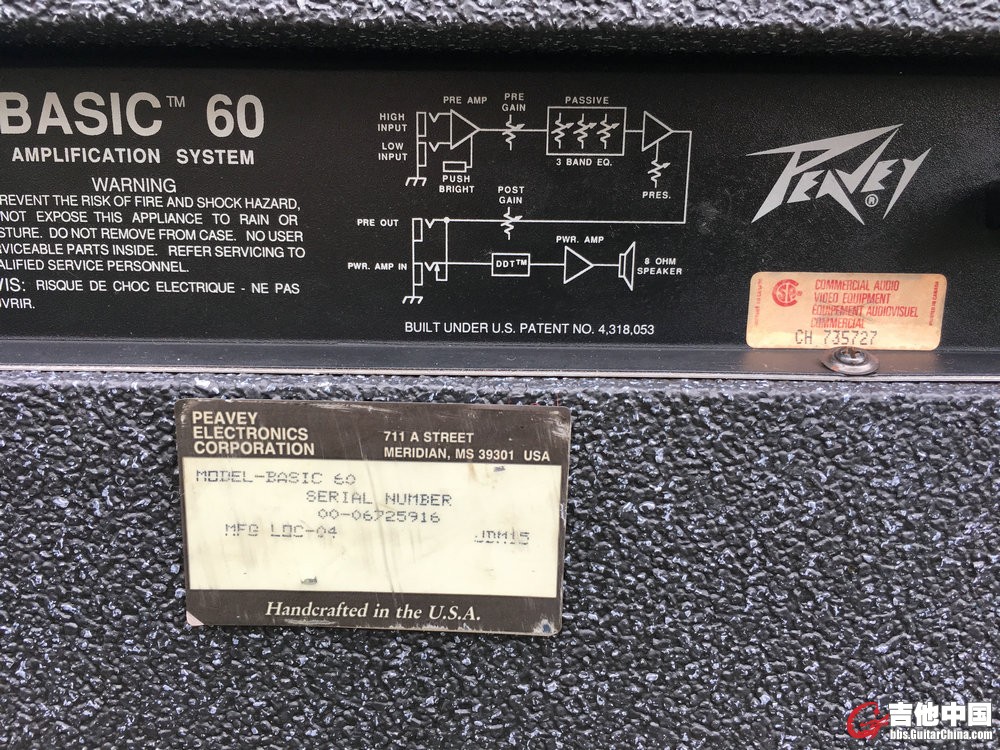 BASIC™ 60
AMPLIFICATION SYSTEM
WARNING
REVENT THE RISK OF FIRE AND SHOCK HAZARD,
NOT EXPOSE THIS APPLIANCE TO RAIN OR
STURE. DO NOT REMOVE FROM CASE. NO USER
RVICEABLE PARTS INSIDE. REFER SERVICING TO
ALIFIED SERVICE PERSONNEL.
VIS: RISQUE DE CHOC ELECTRIQUE - NE PAS
UVRIR.
PRE AMP
PRE
GAIN
PASSIVE
HIGH
INPUT
LOW
INPUT
3 BAND EQ.
PUSH
BRIGHT
PRES.
POST
GAIN
PRE OUT
PWR. AMP
PWR. AMP IN
DDT™
8 OHM
SPEAKER
BUILT UNDER U.S. PATENT NO. 4,318,053
PEAVEY®
COMMERCIAL AUDIO
VIDEO EQUIPMENT
EQUIPEMENT AUDIOVISUEL
COMMERCIAL
CH 735727
PEAVEY
ELECTRONICS
CORPORATION
711 A STREET
MERIDIAN, MS 39301 USA
MODEL-BASIC 60
SERIAL NUMBER
00-06725916
MFG LOC-04
JDM15
Handcrafted in the U.S.A.
吉他中国
bbs.GuitarChina.com